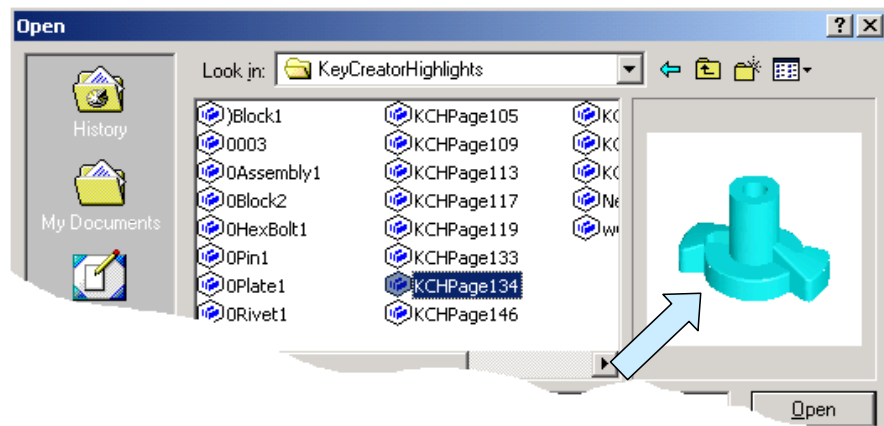 Open
Look in: KeyCreatorHighlights
History
My Documents
)Block1
0003
0Assembly1
0Block2
0HexBolt1
0Pin1
0Plate1
0Rivet1
KCHPage105
KCHPage109
KCHPage113
KCHPage117
KCHPage119
KCHPage133
KCHPage134
KCHPage146
Open